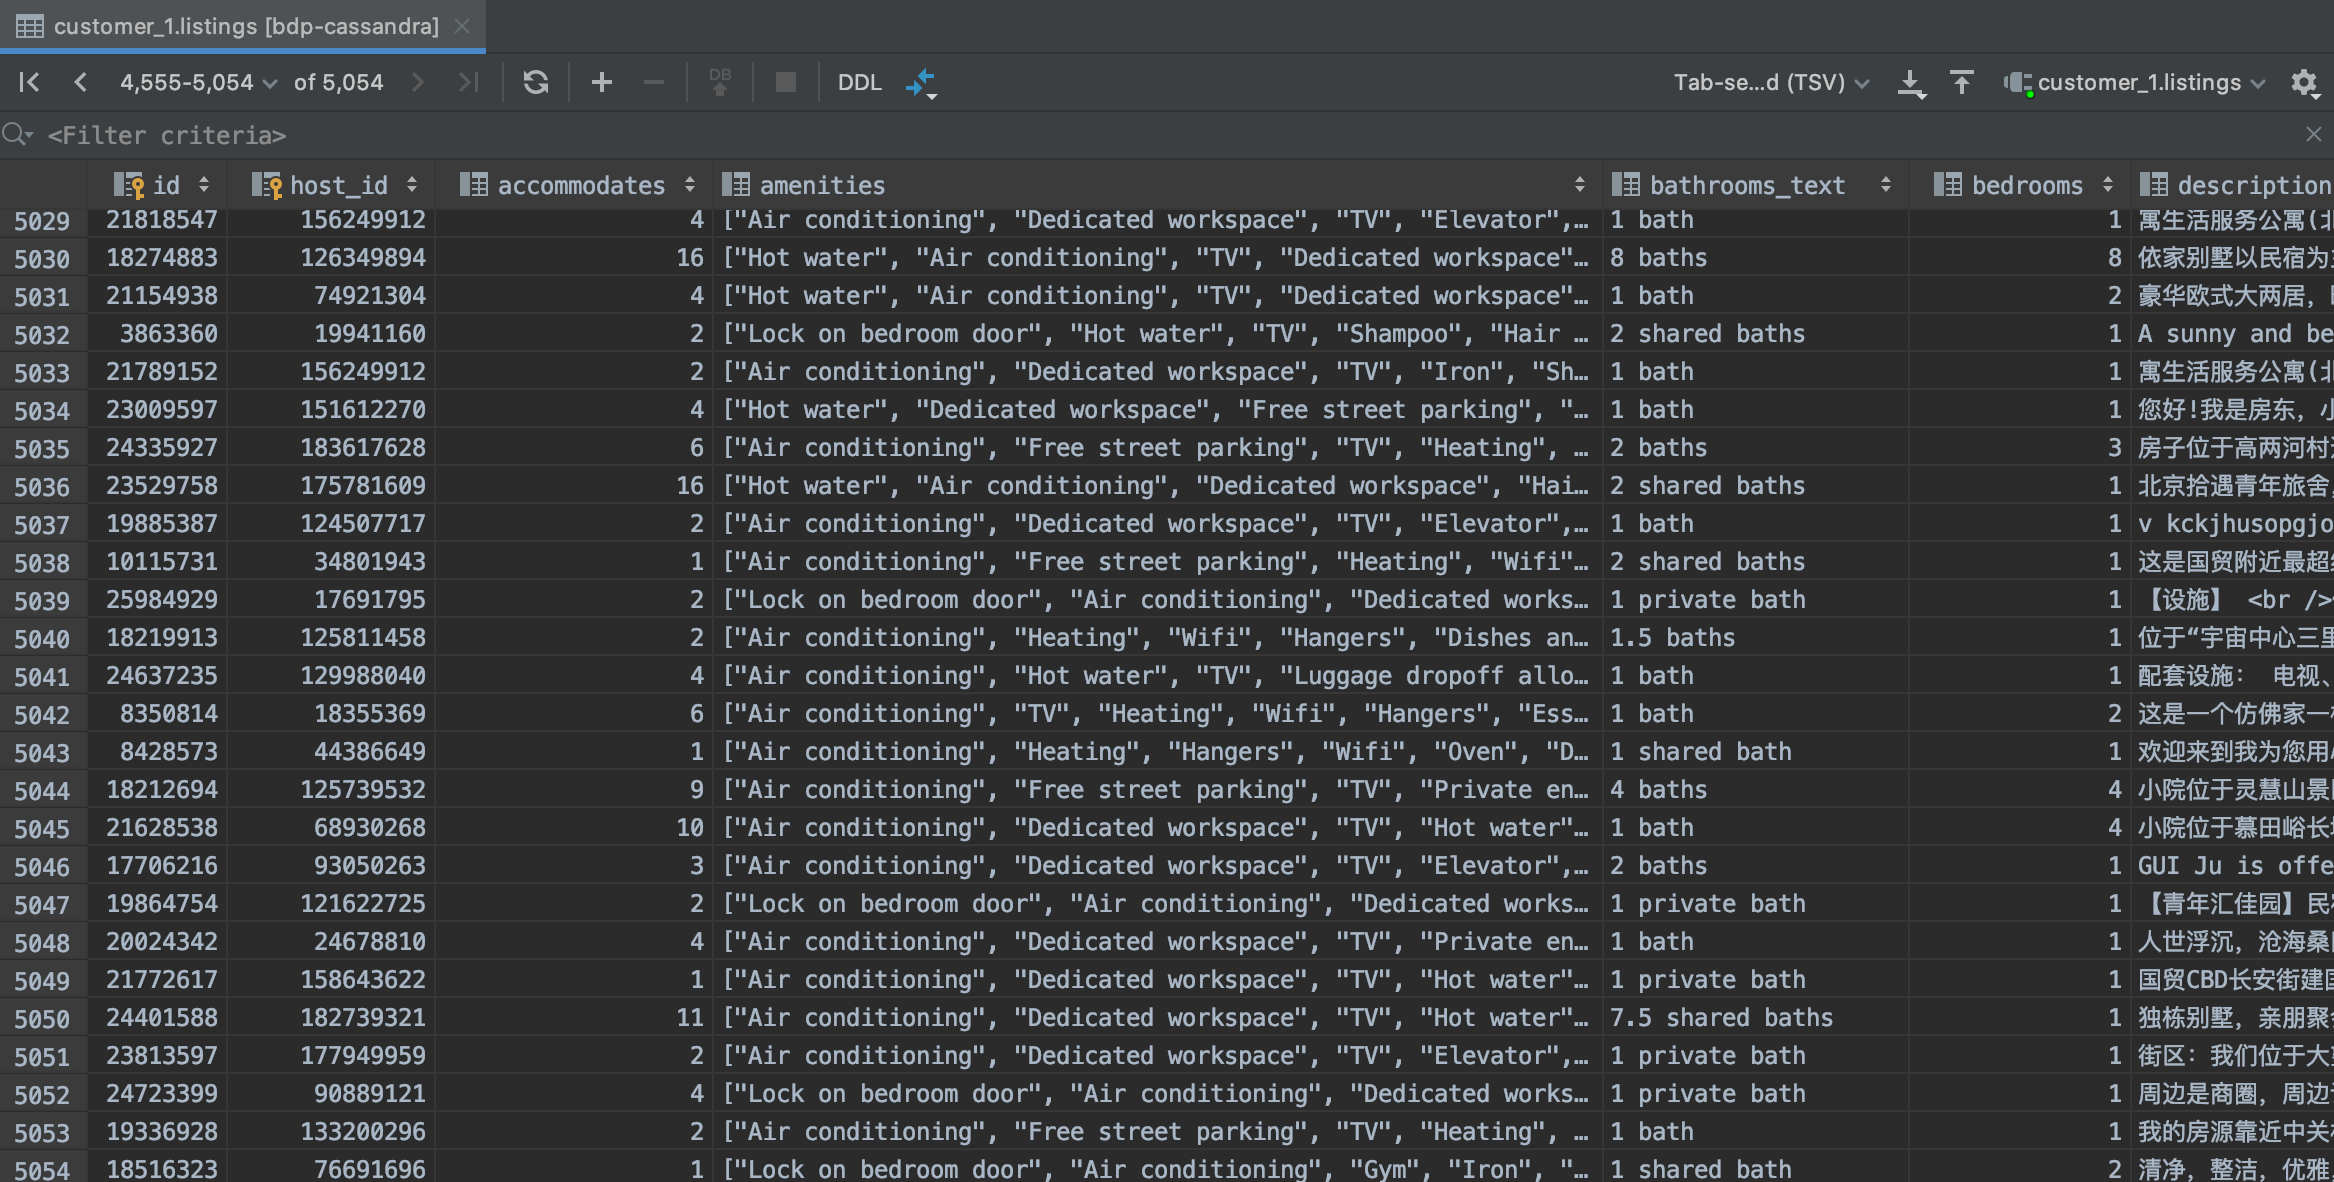 customer_1.listings [bdp-cassandra]
4,555-5,054 of 5,054 DB DDL Tab-se...d (TSV) customer_1.listings
<Filter criteria>
id host_id accommodates amenities bathrooms_text bedrooms description
5029 21818547 156249912 4 ["Air conditioning", "Dedicated workspace", "TV", "Elevator",… 1 bath 1 寓生活服务公寓(北
5030 18274883 126349894 16 ["Hot water", "Air conditioning", "TV", "Dedicated workspace"… 8 baths 8 依家别墅以民宿为
5031 21154938 74921304 4 ["Hot water", "Air conditioning", "TV", "Dedicated workspace"… 1 bath 2 豪华欧式大两居，
5032 3863360 19941160 2 ["Lock on bedroom door", "Hot water", "TV", "Shampoo", "Hair … 2 shared baths 1 A sunny and be
5033 21789152 156249912 2 ["Air conditioning", "Dedicated workspace", "TV", "Iron", "Sh… 1 bath 1 寓生活服务公寓(北
5034 23009597 151612270 4 ["Hot water", "Dedicated workspace", "Free street parking", "… 1 bath 1 您好!我是房东，小
5035 24335927 183617628 6 ["Air conditioning", "Free street parking", "TV", "Heating", … 2 baths 3 房子位于高两河村
5036 23529758 175781609 16 ["Hot water", "Air conditioning", "Dedicated workspace", "Hai… 2 shared baths 1 北京拾遇青年旅舍，
5037 19885387 124507717 2 ["Air conditioning", "Dedicated workspace", "TV", "Elevator",… 1 bath 1 v kckjhusopgjo
5038 10115731 34801943 1 ["Air conditioning", "Free street parking", "Heating", "Wifi"… 2 shared baths 1 这是国贸附近最超
5039 25984929 17691795 2 ["Lock on bedroom door", "Air conditioning", "Dedicated works… 1 private bath 1 【设施】 <br />
5040 18219913 125811458 2 ["Air conditioning", "Heating", "Wifi", "Hangers", "Dishes an… 1.5 baths 1 位于“宇宙中心三里
5041 24637235 129988040 4 ["Air conditioning", "Hot water", "TV", "Luggage dropoff allo… 1 bath 1 配套设施： 电视、
5042 8350814 18355369 6 ["Air conditioning", "TV", "Heating", "Wifi", "Hangers", "Ess… 1 bath 2 这是一个仿佛家一
5043 8428573 44386649 1 ["Air conditioning", "Heating", "Hangers", "Wifi", "Oven", "D… 1 shared bath 1 欢迎来到我为您用
5044 18212694 125739532 9 ["Air conditioning", "Free street parking", "TV", "Private en… 4 baths 4 小院位于灵慧山景
5045 21628538 68930268 10 ["Air conditioning", "Dedicated workspace", "TV", "Hot water"… 1 bath 4 小院位于慕田峪长
5046 17706216 93050263 3 ["Air conditioning", "Dedicated workspace", "TV", "Elevator",… 2 baths 1 GUI Ju is offe
5047 19864754 121622725 2 ["Lock on bedroom door", "Air conditioning", "Dedicated works… 1 private bath 1 【青年汇佳园】民
5048 20024342 24678810 4 ["Air conditioning", "Dedicated workspace", "TV", "Private en… 1 bath 1 人世浮沉，沧海桑
5049 21772617 158643622 1 ["Air conditioning", "Dedicated workspace", "TV", "Hot water"… 1 private bath 1 国贸CBD长安街建国
5050 24401588 182739321 11 ["Air conditioning", "Dedicated workspace", "TV", "Hot water"… 7.5 shared baths 1 独栋别墅，亲朋聚
5051 23813597 177949959 2 ["Air conditioning", "Dedicated workspace", "TV", "Elevator",… 1 private bath 1 街区：我们位于大
5052 24723399 90889121 4 ["Lock on bedroom door", "Air conditioning", "Dedicated works… 1 private bath 1 周边是商圈，周边
5053 19336928 133200296 2 ["Air conditioning", "Free street parking", "TV", "Heating", … 1 bath 1 我的房源靠近中关
5054 18516323 76691696 1 ["Lock on bedroom door", "Air conditioning", "Gym", "Iron", "… 1 shared bath 2 清净，整洁，优雅